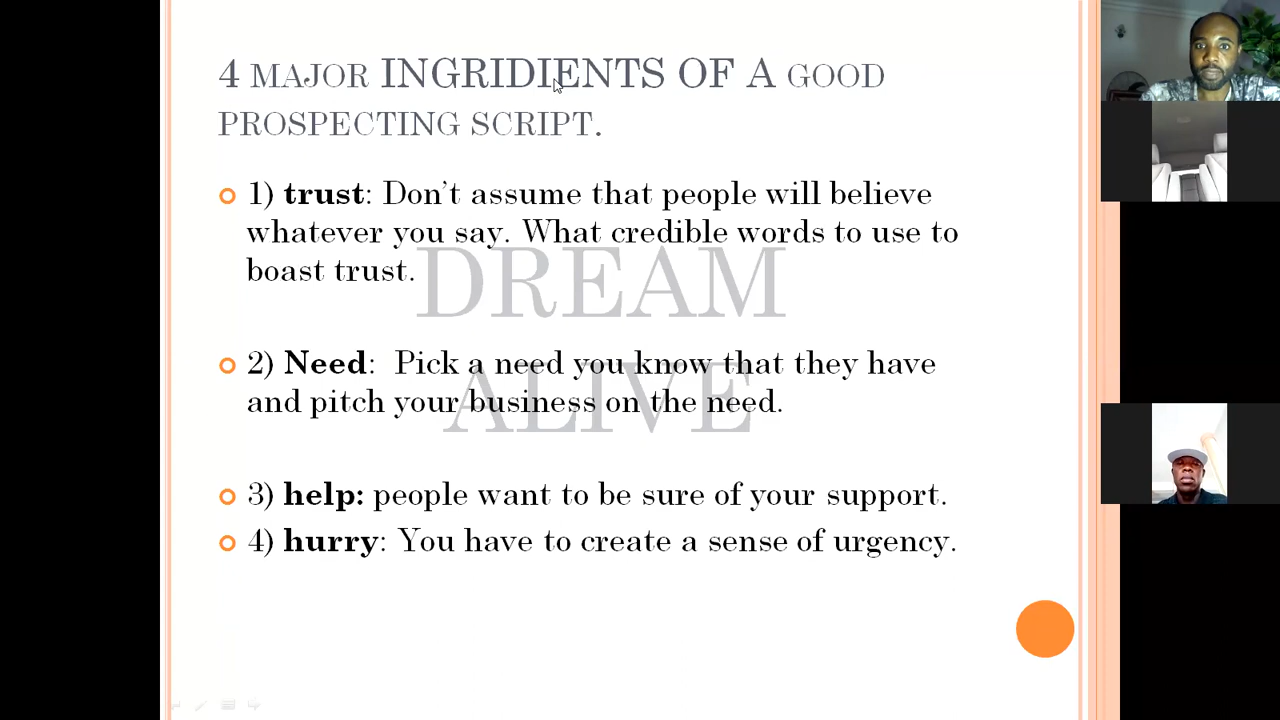 4 MAJOR INGRIDIENTS OF A GOOD
PROSPECTING SCRIPT.
1) trust: Don't assume that people will believe
whatever you say. What credible words to use to
boast trust.
DREAM
2) Need: Pick a need you know that they have
ALIVE
and pitch your business on the need.
3) help: people want to be sure of your support.
4) hurry: You have to create a sense of urgency.